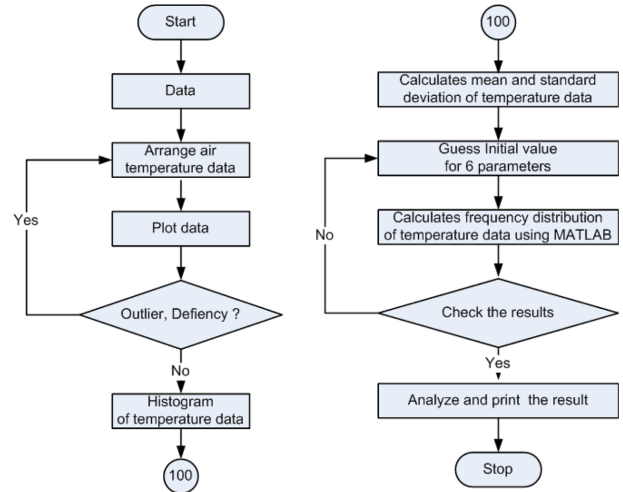 Start
Data
Arrange air
temperature data
Yes
Plot data
Outlier, Defiency ?
No
Histogram
of temperature data
100
100
Calculates mean and standard
deviation of temperature data
Guess Initial value
for 6 parameters
No
Calculates frequency distribution
of temperature data using MATLAB
Check the results
Yes
Analyze and print the result
Stop